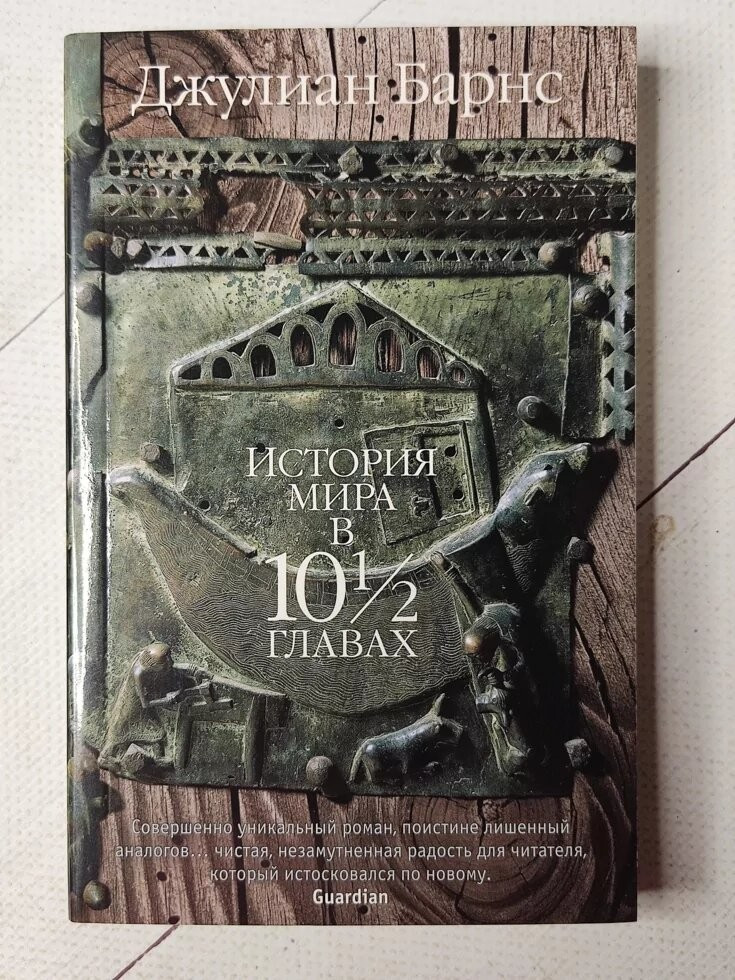 Джулиан Барнс
ИСТОРИЯ
МИРА
В
10½
ГЛАВАХ
Совершенно уникальный роман, поистине лишенный
аналогов... чистая, незамутненная радость для читателя,
который истосковался по новому.
Guardian